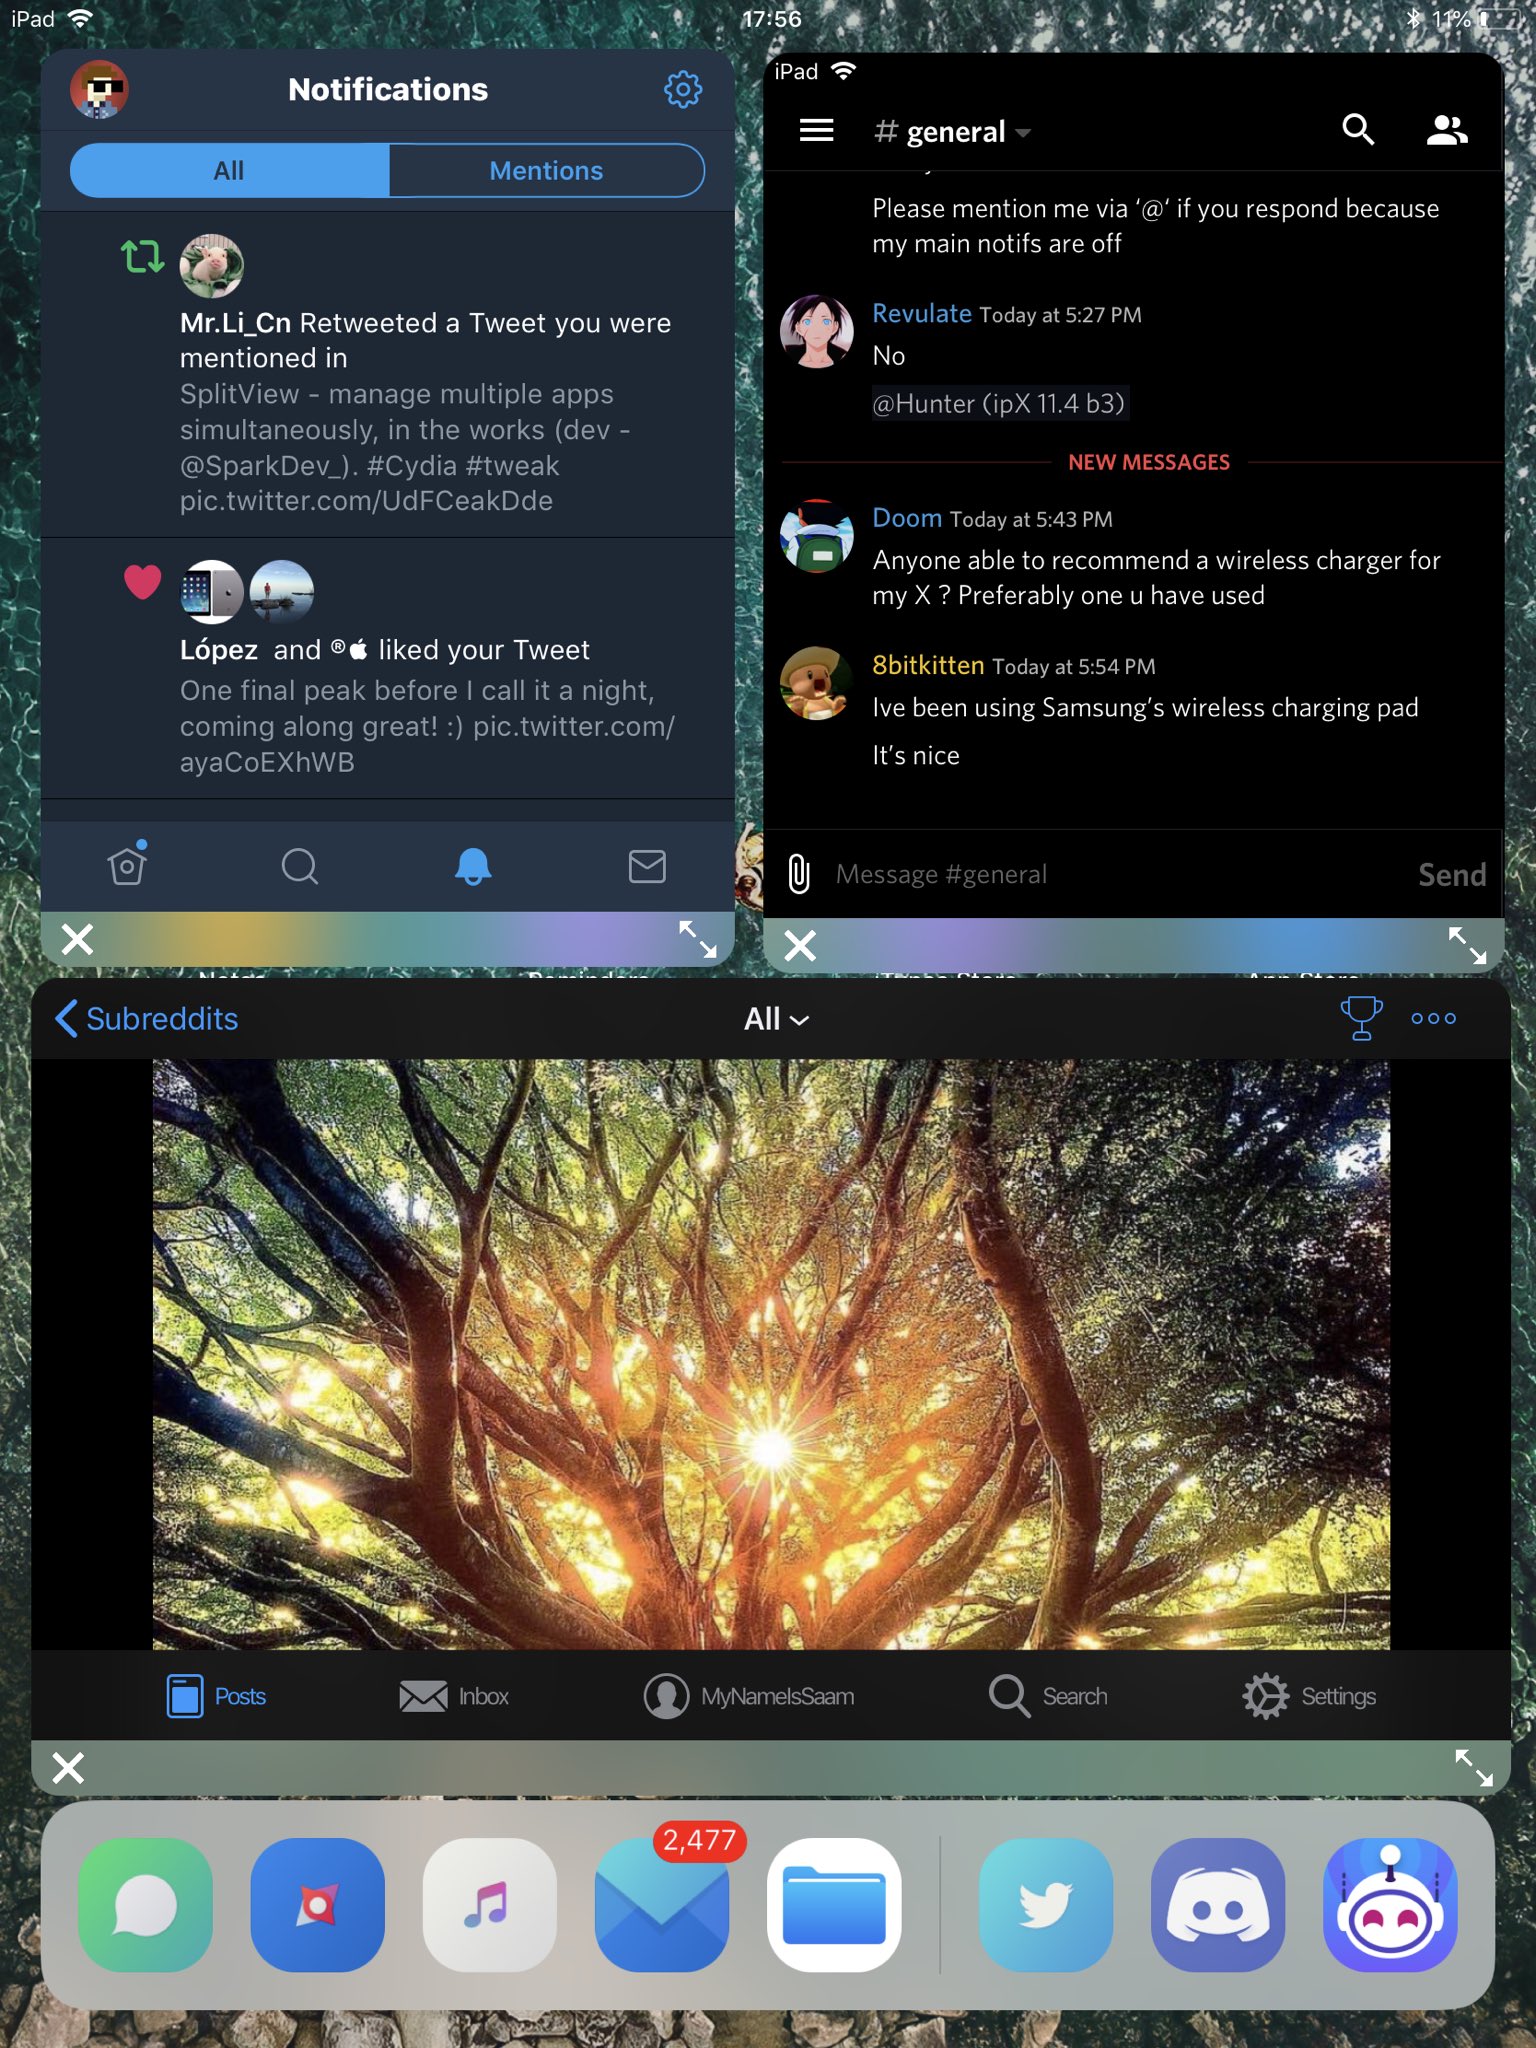 iPad
17:56
11%
Notifications
All
Mentions
Mr.Li_Cn Retweeted a Tweet you were
mentioned in
SplitView - manage multiple apps
simultaneously, in the works (dev -
@SparkDev_). #Cydia #tweak
pic.twitter.com/UdFCeakDde
López and ® liked your Tweet
One final peak before I call it a night,
coming along great! :) pic.twitter.com/
ayaCoEXhWB
iPad
# general
Please mention me via ‘@‘ if you respond because
my main notifs are off
Revulate Today at 5:27 PM
No
@Hunter (ipX 11.4 b3)
NEW MESSAGES
Doom Today at 5:43 PM
Anyone able to recommend a wireless charger for
my X ? Preferably one u have used
8bitkitten Today at 5:54 PM
Ive been using Samsung’s wireless charging pad
It’s nice
Message #general
Send
Notes
Reminders
iTunes Store
App Store
Subreddits
All
Posts
Inbox
MyNameIsSaam
Search
Settings
2,477